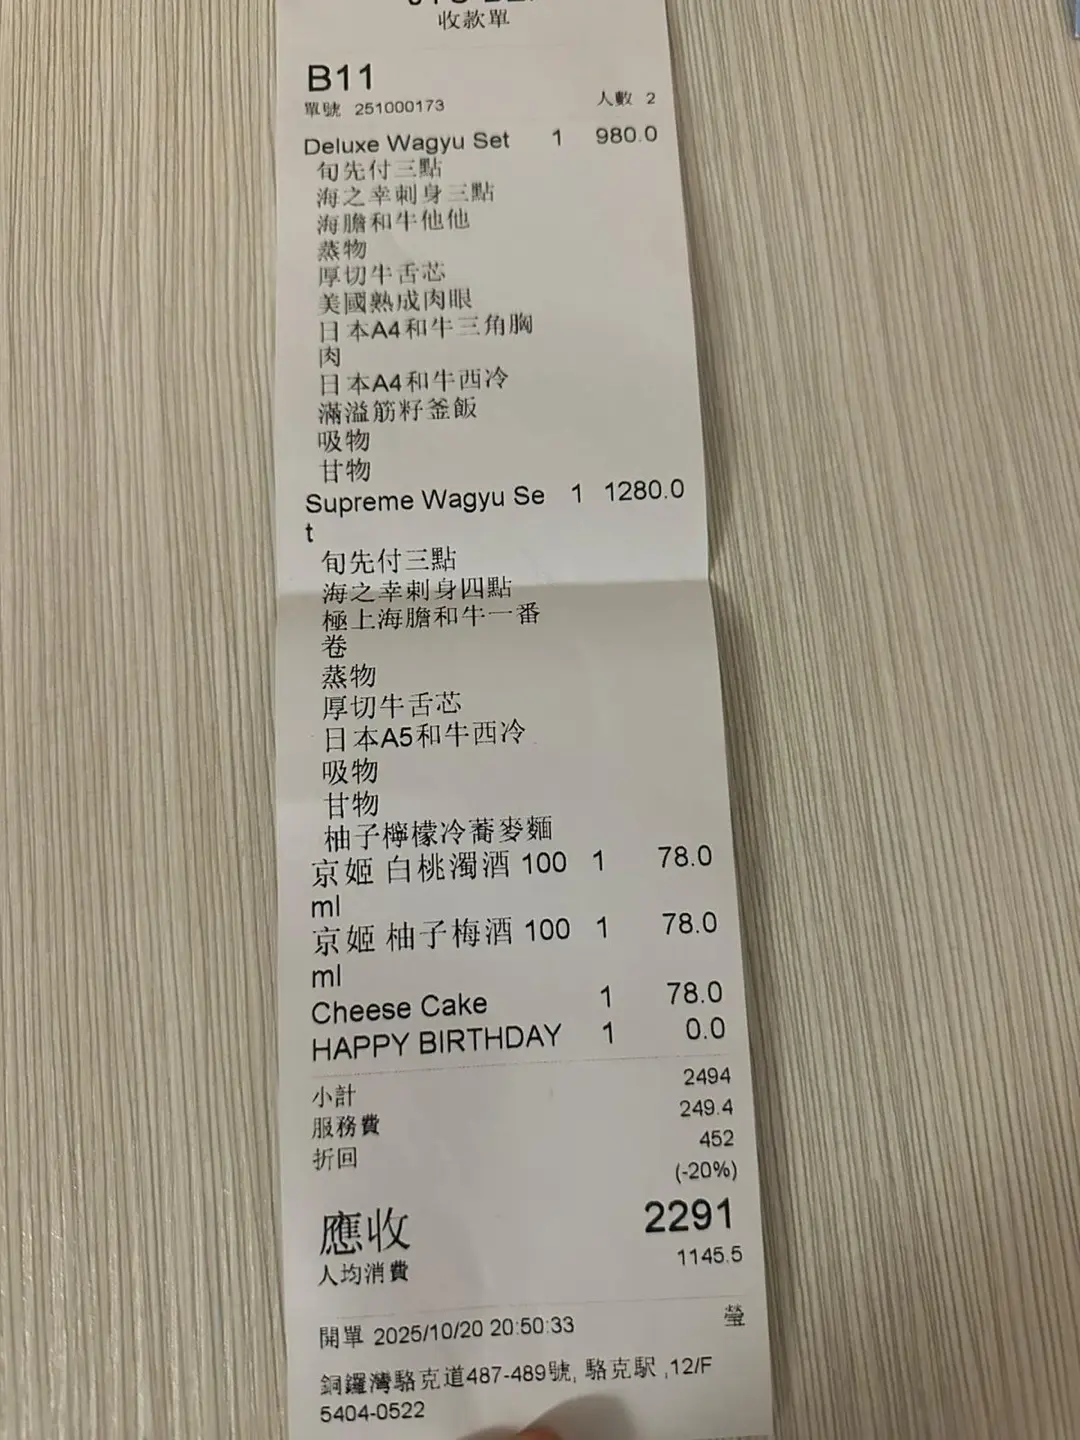 收款單
B11
單號 251000173 人數 2
Deluxe Wagyu Set 1 980.0
旬先付三點
海之幸刺身三點
海膽和牛他他
蒸物
厚切牛舌芯
美國熟成肉眼
日本A4和牛三角胸
肉
日本A4和牛西冷
滿溢筋籽釜飯
吸物
甘物
Supreme Wagyu Se 1 1280.0
t
旬先付三點
海之幸刺身四點
極上海膽和牛一番
卷
蒸物
厚切牛舌芯
日本A5和牛西冷
吸物
甘物
柚子檸檬冷蕎麥麵
京姬 白桃濁酒 100 1 78.0
ml
京姬 柚子梅酒 100 1 78.0
ml
Cheese Cake 1 78.0
HAPPY BIRTHDAY 1 0.0
小計 2494
服務費 249.4
折回 452
(-20%)
應收 2291
人均消費 1145.5
開單 2025/10/20 20:50:33 瑩
銅鑼灣駱克道487-489號, 駱克駅 ,12/F
5404-0522